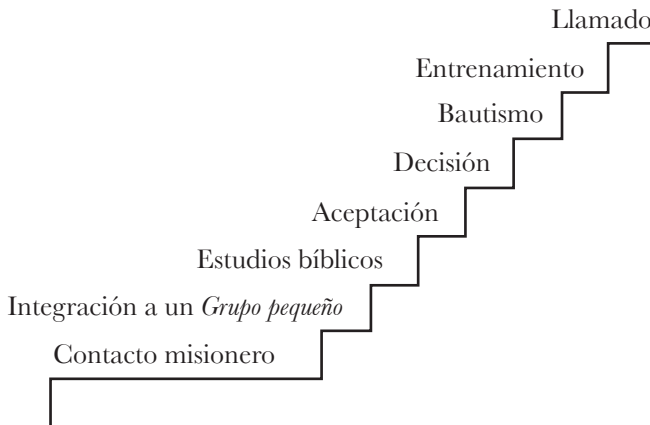 Llamado
Entrenamiento
Bautismo
Decisión
Aceptación
Estudios bíblicos
Integración a un Grupo pequeño
Contacto misionero